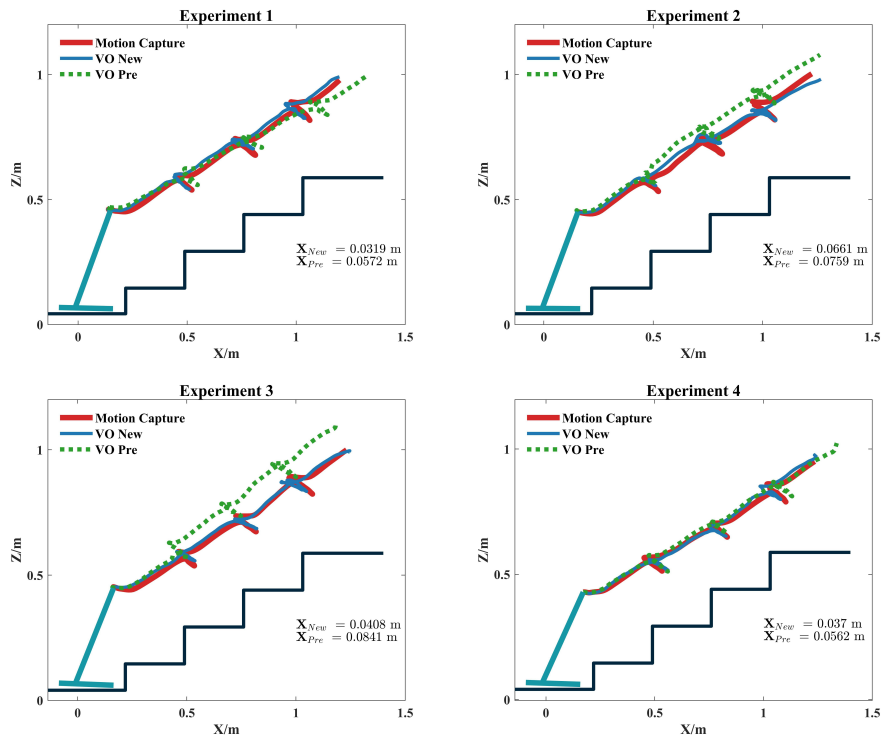 Experiment 1
Motion Capture
VO New
VO Pre
1
0.5
0
Z/m
X_New = 0.0319 m
X_Pre = 0.0572 m
0 0.5 1 1.5
X/m
Experiment 2
Motion Capture
VO New
VO Pre
1
0.5
0
Z/m
X_New = 0.0661 m
X_Pre = 0.0759 m
0 0.5 1 1.5
X/m
Experiment 3
Motion Capture
VO New
VO Pre
1
0.5
0
Z/m
X_New = 0.0408 m
X_Pre = 0.0841 m
0 0.5 1 1.5
X/m
Experiment 4
Motion Capture
VO New
VO Pre
1
0.5
0
Z/m
X_New = 0.037 m
X_Pre = 0.0562 m
0 0.5 1 1.5
X/m